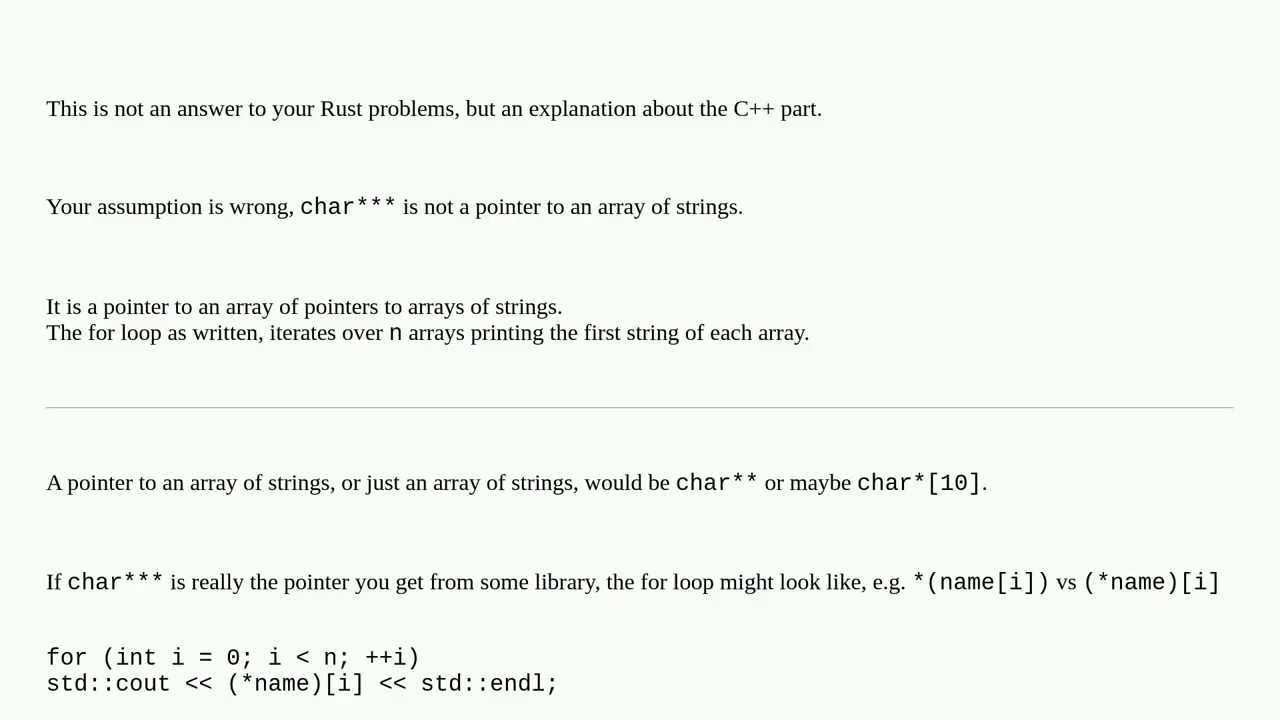 This is not an answer to your Rust problems, but an explanation about the C++ part.
Your assumption is wrong, char*** is not a pointer to an array of strings.
It is a pointer to an array of pointers to arrays of strings.
The for loop as written, iterates over n arrays printing the first string of each array.
A pointer to an array of strings, or just an array of strings, would be char** or maybe char*[10].
If char*** is really the pointer you get from some library, the for loop might look like, e.g. *(name[i]) vs (*name)[i]
for (int i = 0; i < n; ++i)
std::cout << (*name)[i] << std::endl;